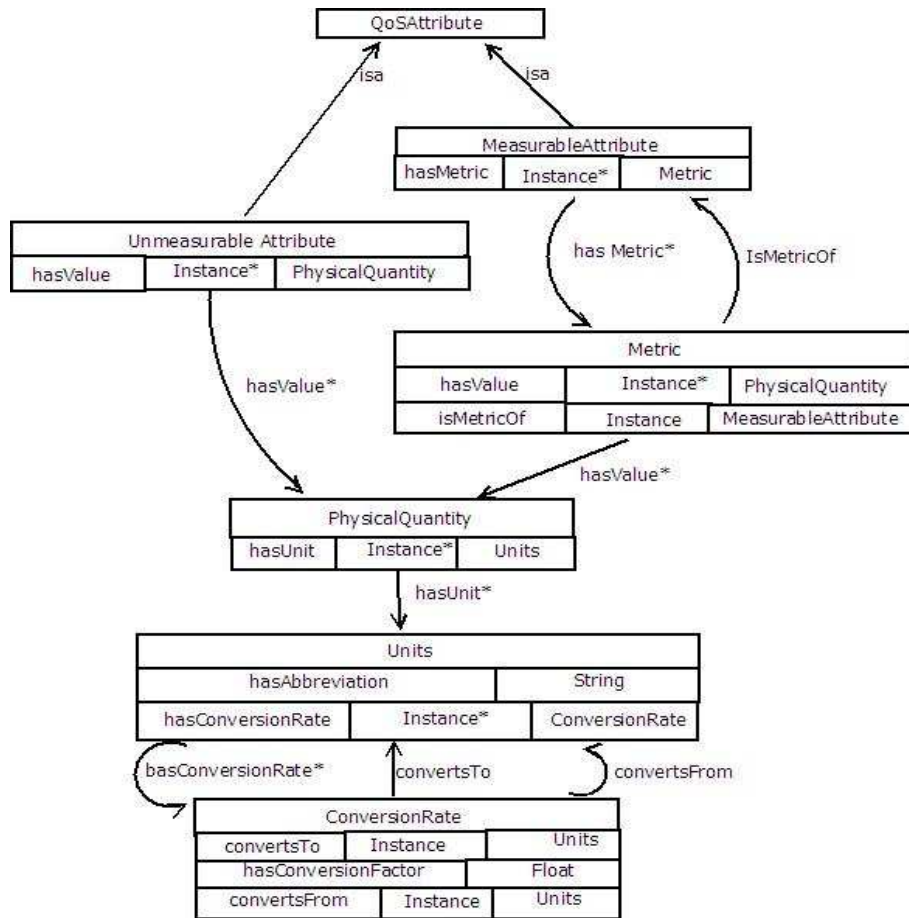 QoSAttribute
isa
isa
MeasurableAttribute
hasMetric Instance* Metric
Unmeasurable Attribute
hasValue Instance* PhysicalQuantity
has Metric*
IsMetricOf
Metric
hasValue Instance* PhysicalQuantity
isMetricOf Instance MeasurableAttribute
hasValue*
hasValue*
PhysicalQuantity
hasUnit Instance* Units
hasUnit*
Units
hasAbbreviation String
hasConversionRate Instance* ConversionRate
basConversionRate*
convertsTo
convertsFrom
ConversionRate
convertsTo Instance Units
hasConversionFactor Float
convertsFrom Instance Units